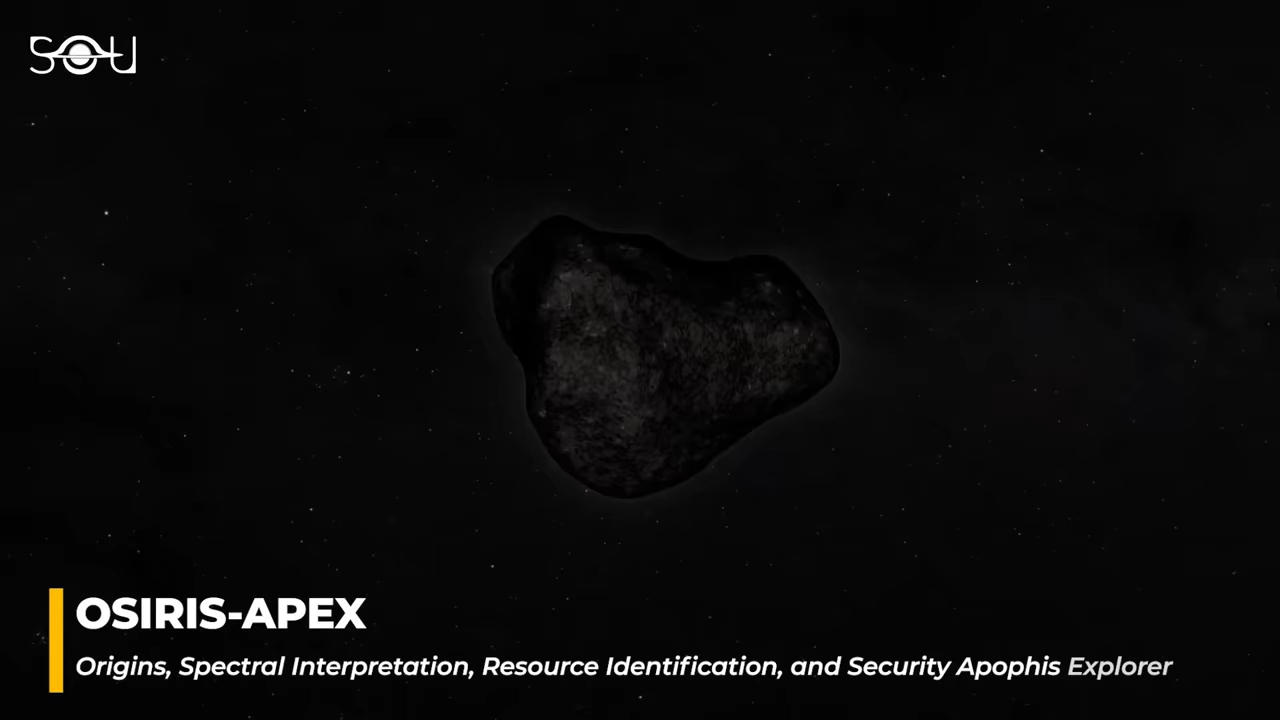 SOU
OSIRIS-APEX
Origins, Spectral Interpretation, Resource Identification, and Security Apophis Explorer